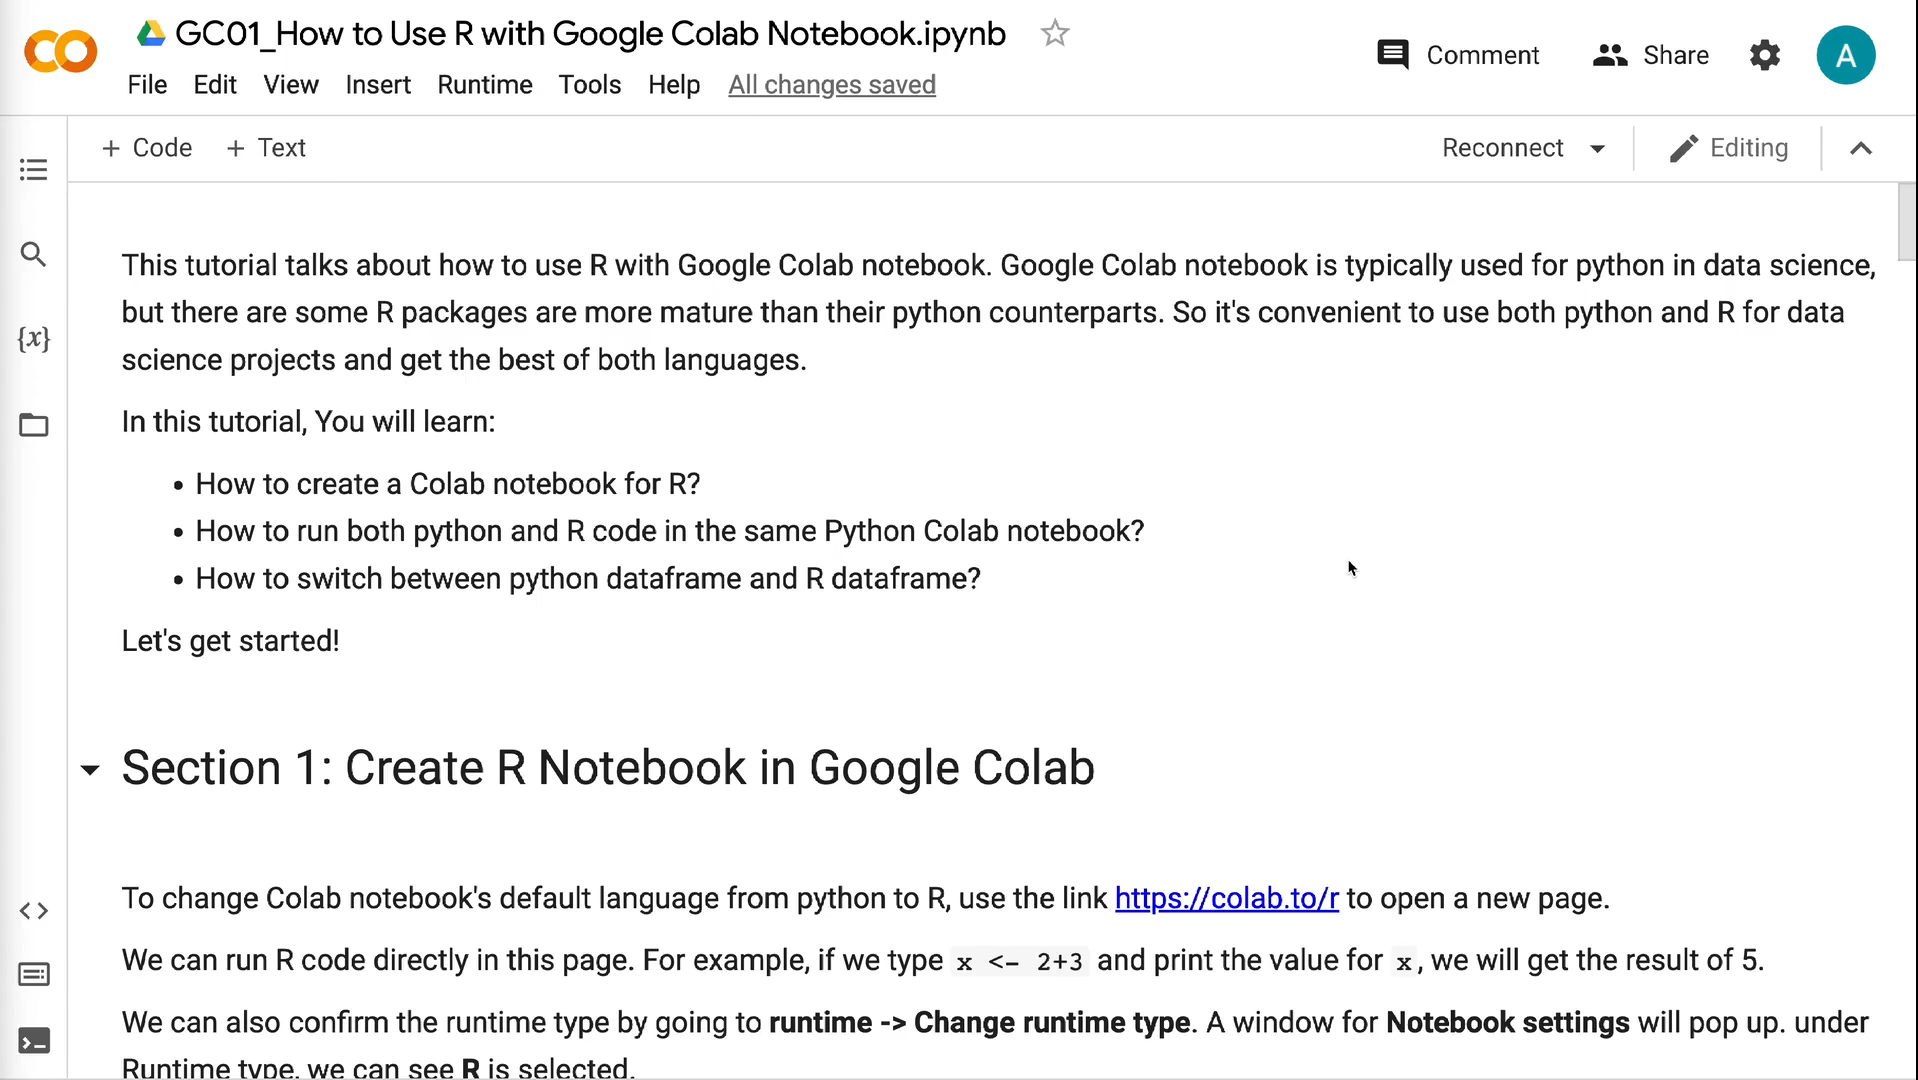 GC01_How to Use R with Google Colab Notebook.ipynb
File Edit View Insert Runtime Tools Help All changes saved
Comment Share A
+ Code + Text
Reconnect Editing
{x}
This tutorial talks about how to use R with Google Colab notebook. Google Colab notebook is typically used for python in data science,
but there are some R packages are more mature than their python counterparts. So it's convenient to use both python and R for data
science projects and get the best of both languages.
In this tutorial, You will learn:
• How to create a Colab notebook for R?
• How to run both python and R code in the same Python Colab notebook?
• How to switch between python dataframe and R dataframe?
Let's get started!
Section 1: Create R Notebook in Google Colab
To change Colab notebook's default language from python to R, use the link https://colab.to/r to open a new page.
We can run R code directly in this page. For example, if we type x <- 2+3 and print the value for x, we will get the result of 5.
We can also confirm the runtime type by going to runtime -> Change runtime type. A window for Notebook settings will pop up. under
Runtime type, we can see R is selected.